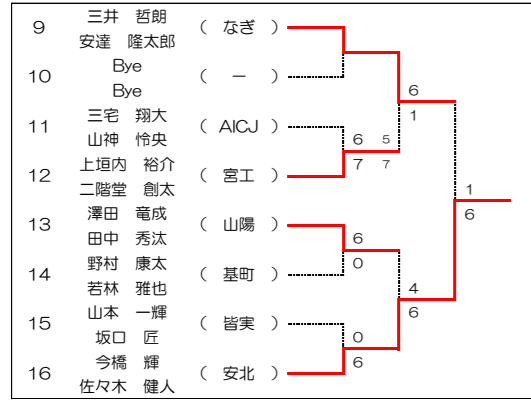 三井　哲朗
9 （ なぎ ）
安達　隆太郎
Bye
10 （ － ）
Bye
6
1
三宅　翔大
11 （ AICJ ）
山神　怜央
6 5
7 7
上垣内　裕介
12 （ 宮工 ）
二階堂　創太
1
6
澤田　竜成
13 （ 山陽 ）
田中　秀汰
6
0
野村　康太
14 （ 基町 ）
若林　雅也
4
6
山本　一輝
15 （ 皆実 ）
坂口　匠
0
6
今橋　輝
16 （ 安北 ）
佐々木　健人